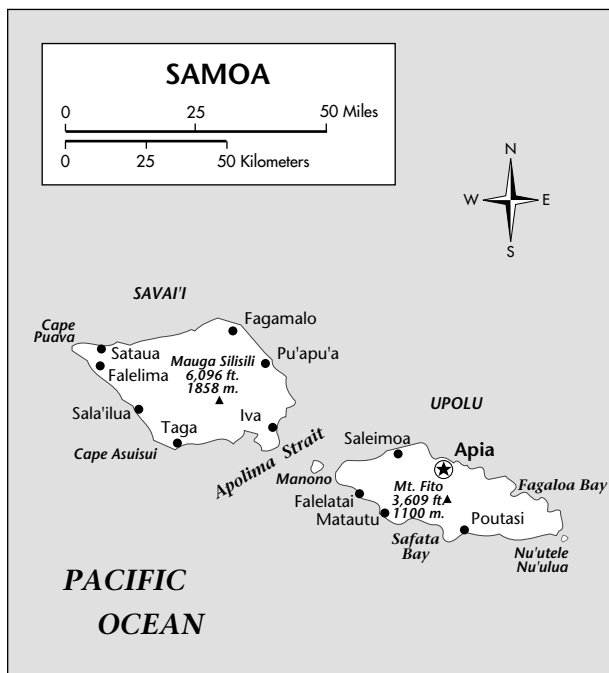 SAMOA
0 25 50 Miles
0 25 50 Kilometers
N
W E
S
SAVAI'I
Cape
Puava
Fagamalo
Sataua
Mauga Silisili
6,096 ft.
1858 m.
Pu'apu'a
Falelima
Sala'ilua
Taga
Iva
Cape Asuisui
Apolima Strait
UPOLU
Saleimoa
Apia
Manono
Mt. Fito
3,609 ft.
1100 m.
Fagaloa Bay
Falelatai
Matautu
Poutasi
Safata
Bay
Nu'utele
Nu'ulua
PACIFIC
OCEAN